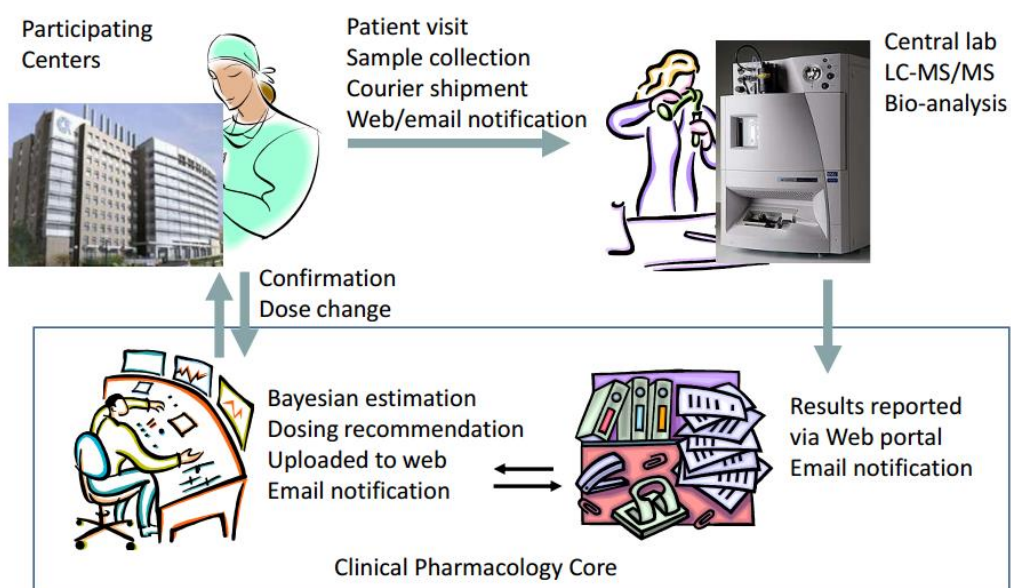 Participating
Centers
Patient visit
Sample collection
Courier shipment
Web/email notification
Central lab
LC-MS/MS
Bio-analysis
Confirmation
Dose change
Bayesian estimation
Dosing recommendation
Uploaded to web
Email notification
Results reported
via Web portal
Email notification
Clinical Pharmacology Core